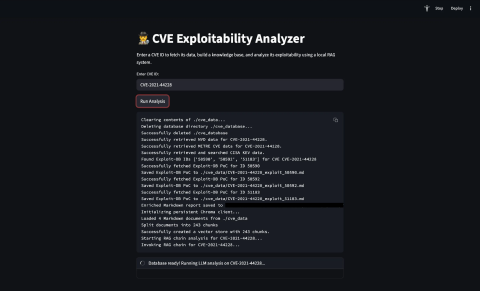 Stop
Deploy
CVE Exploitability Analyzer
Enter a CVE ID to fetch its data, build a knowledge base, and analyze its exploitability using a local RAG
system.
Enter CVE ID:
CVE-2021-44228
Run Analysis
Clearing contents of ./cve_data...
Deleting database directory ./cve_database
Successfully deleted ./cve_database
Successfully retrieved NVD data for CVE-2021-44228.
Successfully retrieved MITRE CVE data for CVE-2021-44228.
Successfully retrieved and searched CISA KEV data.
Found Exploit-DB IDs ['50590', '50592', '51183'] for CVE CVE-2021-44228
Successfully fetched Exploit-DB PoC for ID 50590
Saved Exploit-DB PoC to ./cve_data/CVE-2021-44228_exploit_50590.md
Successfully fetched Exploit-DB PoC for ID 50592
Saved Exploit-DB PoC to ./cve_data/CVE-2021-44228_exploit_50592.md
Successfully fetched Exploit-DB PoC for ID 51183
Saved Exploit-DB PoC to ./cve_data/CVE-2021-44228_exploit_51183.md
Enriched Markdown report saved to
Initializing persistent Chroma client...
Loaded 4 Markdown documents from ./cve_data
Split documents into 243 chunks
Successfully created a vector store with 243 chunks.
Starting RAG chain analysis for CVE-2021-44228...
Invoking RAG chain for CVE-2021-44228...
Database ready! Running LLM analysis on CVE-2021-44228...